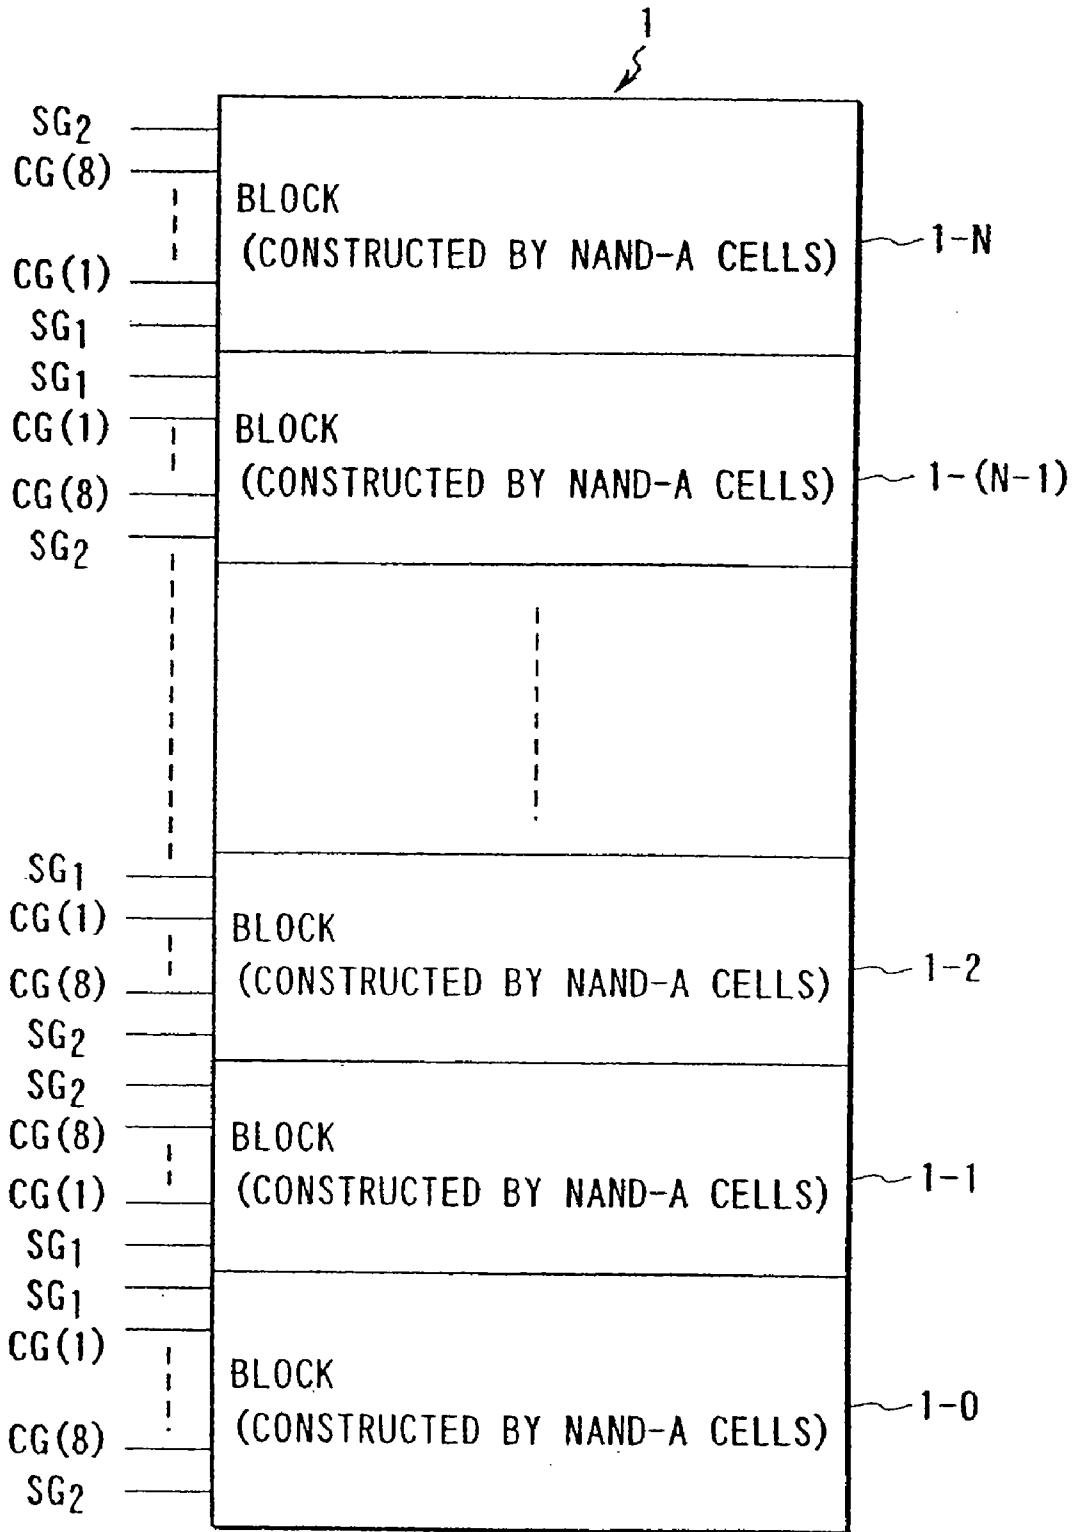 1
SG2
CG(8)
BLOCK
(CONSTRUCTED BY NAND-A CELLS)
1-N
CG(1)
SG1
SG1
CG(1)
BLOCK
(CONSTRUCTED BY NAND-A CELLS)
1-(N-1)
CG(8)
SG2
SG1
CG(1)
BLOCK
(CONSTRUCTED BY NAND-A CELLS)
1-2
CG(8)
SG2
SG2
CG(8)
BLOCK
(CONSTRUCTED BY NAND-A CELLS)
1-1
CG(1)
SG1
SG1
CG(1)
BLOCK
(CONSTRUCTED BY NAND-A CELLS)
1-0
CG(8)
SG2